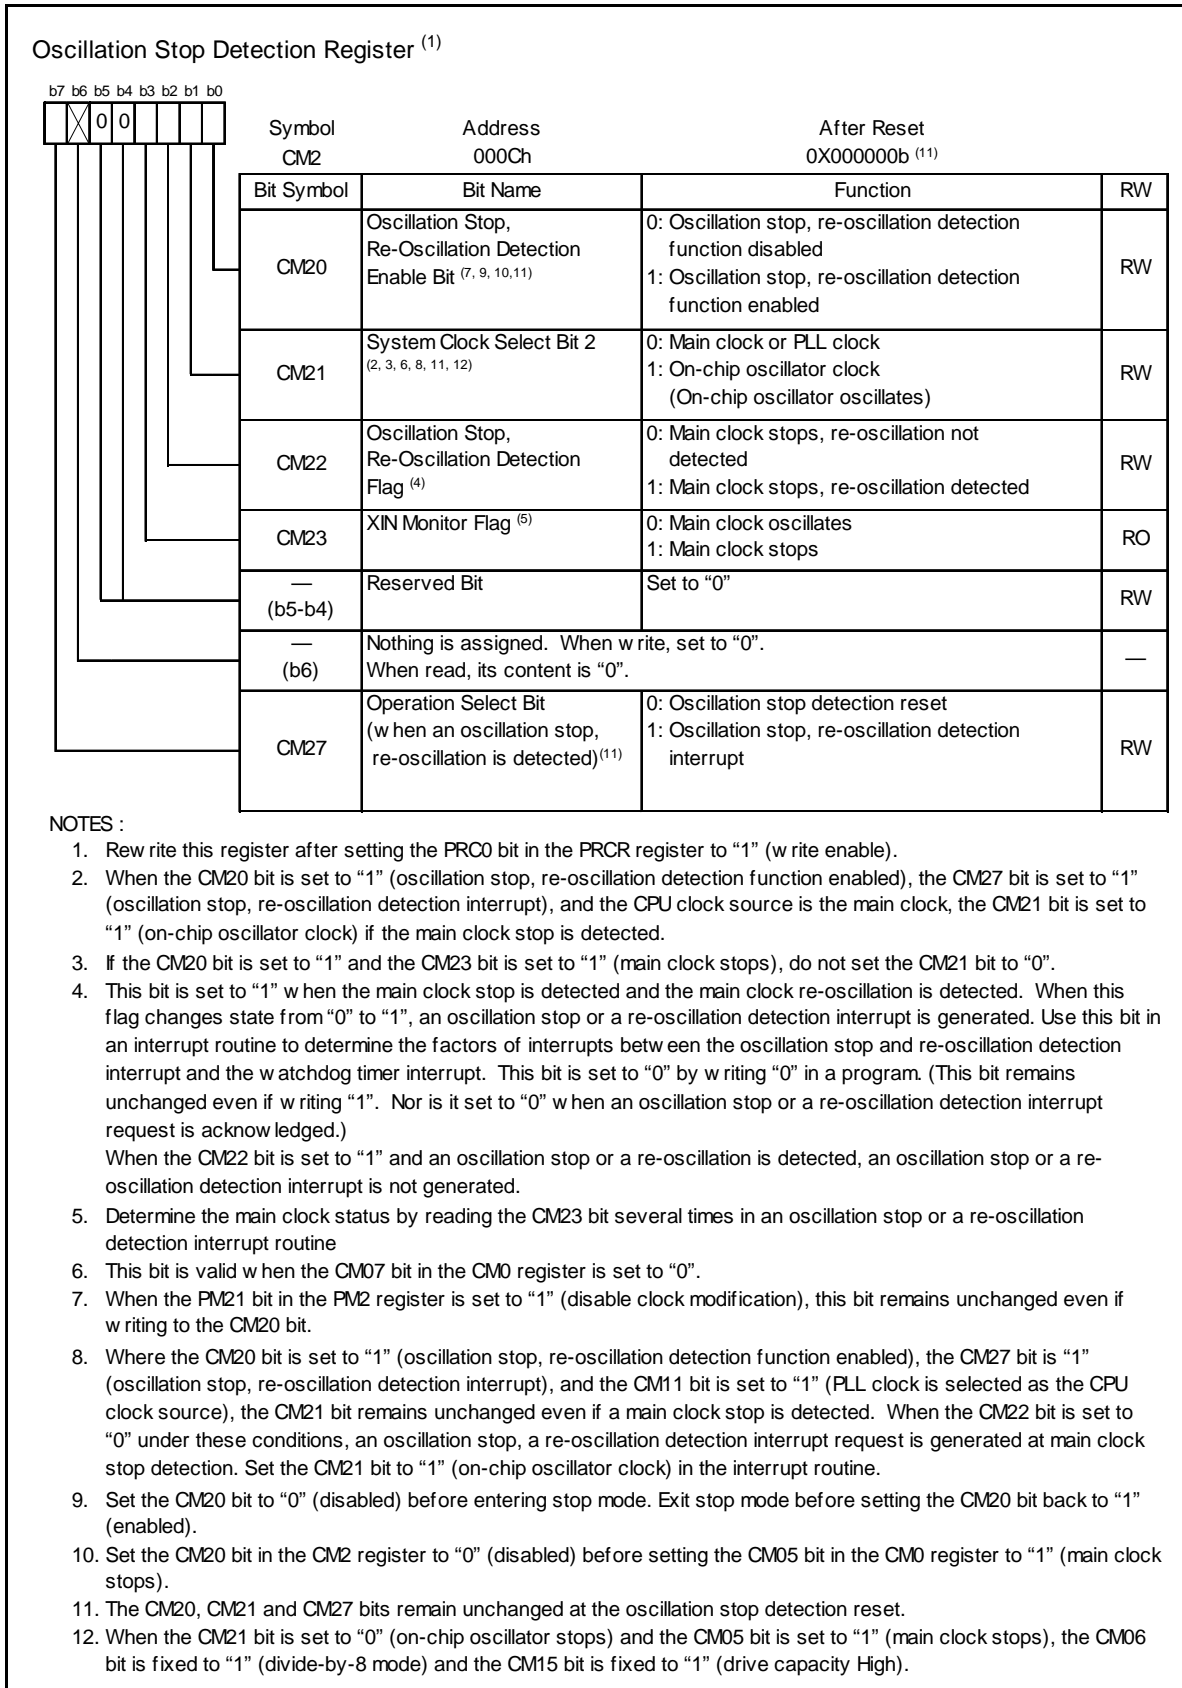 Oscillation Stop Detection Register (1)
b7 b6 b5 b4 b3 b2 b1 b0
0 0
Symbol Address After Reset
CM2 000Ch 0X000000b (11)
Bit Symbol Bit Name Function RW
CM20
Oscillation Stop,
Re-Oscillation Detection
Enable Bit (7, 9, 10,11)
0: Oscillation stop, re-oscillation detection
function disabled
1: Oscillation stop, re-oscillation detection
function enabled
RW
CM21
System Clock Select Bit 2
(2, 3, 6, 8, 11, 12)
0: Main clock or PLL clock
1: On-chip oscillator clock
(On-chip oscillator oscillates)
RW
CM22
Oscillation Stop,
Re-Oscillation Detection
Flag (4)
0: Main clock stops, re-oscillation not
detected
1: Main clock stops, re-oscillation detected
RW
CM23
XIN Monitor Flag (5)
0: Main clock oscillates
1: Main clock stops
RO
—
(b5-b4)
Reserved Bit
Set to “0”
RW
—
(b6)
Nothing is assigned. When write, set to “0”.
When read, its content is “0”.
—
CM27
Operation Select Bit
(when an oscillation stop,
re-oscillation is detected)(11)
0: Oscillation stop detection reset
1: Oscillation stop, re-oscillation detection
interrupt
RW
NOTES :
1. Rewrite this register after setting the PRC0 bit in the PRCR register to “1” (write enable).
2. When the CM20 bit is set to “1” (oscillation stop, re-oscillation detection function enabled), the CM27 bit is set to “1”
(oscillation stop, re-oscillation detection interrupt), and the CPU clock source is the main clock, the CM21 bit is set to
“1” (on-chip oscillator clock) if the main clock stop is detected.
3. If the CM20 bit is set to “1” and the CM23 bit is set to “1” (main clock stops), do not set the CM21 bit to “0”.
4. This bit is set to “1” when the main clock stop is detected and the main clock re-oscillation is detected. When this
flag changes state from “0” to “1”, an oscillation stop or a re-oscillation detection interrupt is generated. Use this bit in
an interrupt routine to determine the factors of interrupts between the oscillation stop and re-oscillation detection
interrupt and the watchdog timer interrupt. This bit is set to “0” by writing “0” in a program. (This bit remains
unchanged even if writing “1”. Nor is it set to “0” when an oscillation stop or a re-oscillation detection interrupt
request is acknowledged.)
When the CM22 bit is set to “1” and an oscillation stop or a re-oscillation is detected, an oscillation stop or a re-
oscillation detection interrupt is not generated.
5. Determine the main clock status by reading the CM23 bit several times in an oscillation stop or a re-oscillation
detection interrupt routine
6. This bit is valid when the CM07 bit in the CM0 register is set to “0”.
7. When the PM21 bit in the PM2 register is set to “1” (disable clock modification), this bit remains unchanged even if
writing to the CM20 bit.
8. Where the CM20 bit is set to “1” (oscillation stop, re-oscillation detection function enabled), the CM27 bit is “1”
(oscillation stop, re-oscillation detection interrupt), and the CM11 bit is set to “1” (PLL clock is selected as the CPU
clock source), the CM21 bit remains unchanged even if a main clock stop is detected. When the CM22 bit is set to
“0” under these conditions, an oscillation stop, a re-oscillation detection interrupt request is generated at main clock
stop detection. Set the CM21 bit to “1” (on-chip oscillator clock) in the interrupt routine.
9. Set the CM20 bit to “0” (disabled) before entering stop mode. Exit stop mode before setting the CM20 bit back to “1”
(enabled).
10. Set the CM20 bit in the CM2 register to “0” (disabled) before setting the CM05 bit in the CM0 register to “1” (main clock
stops).
11. The CM20, CM21 and CM27 bits remain unchanged at the oscillation stop detection reset.
12. When the CM21 bit is set to “0” (on-chip oscillator stops) and the CM05 bit is set to “1” (main clock stops), the CM06
bit is fixed to “1” (divide-by-8 mode) and the CM15 bit is fixed to “1” (drive capacity High).